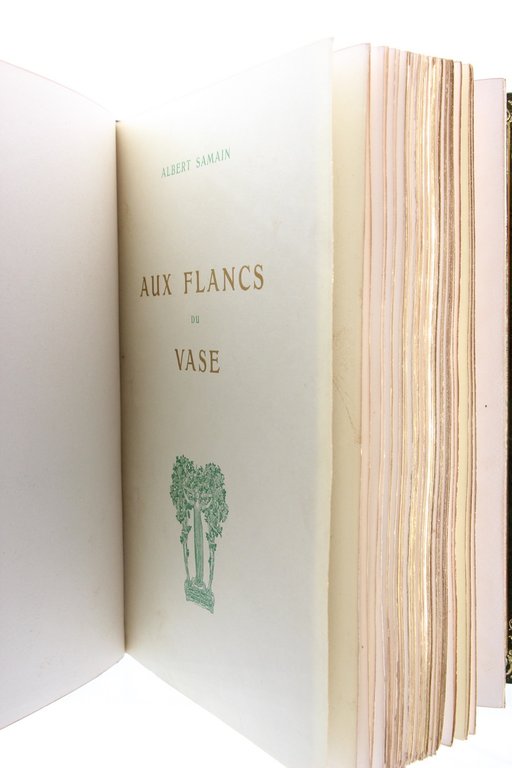 ALBERT SAMAIN
AUX FLANCS
DU
VASE